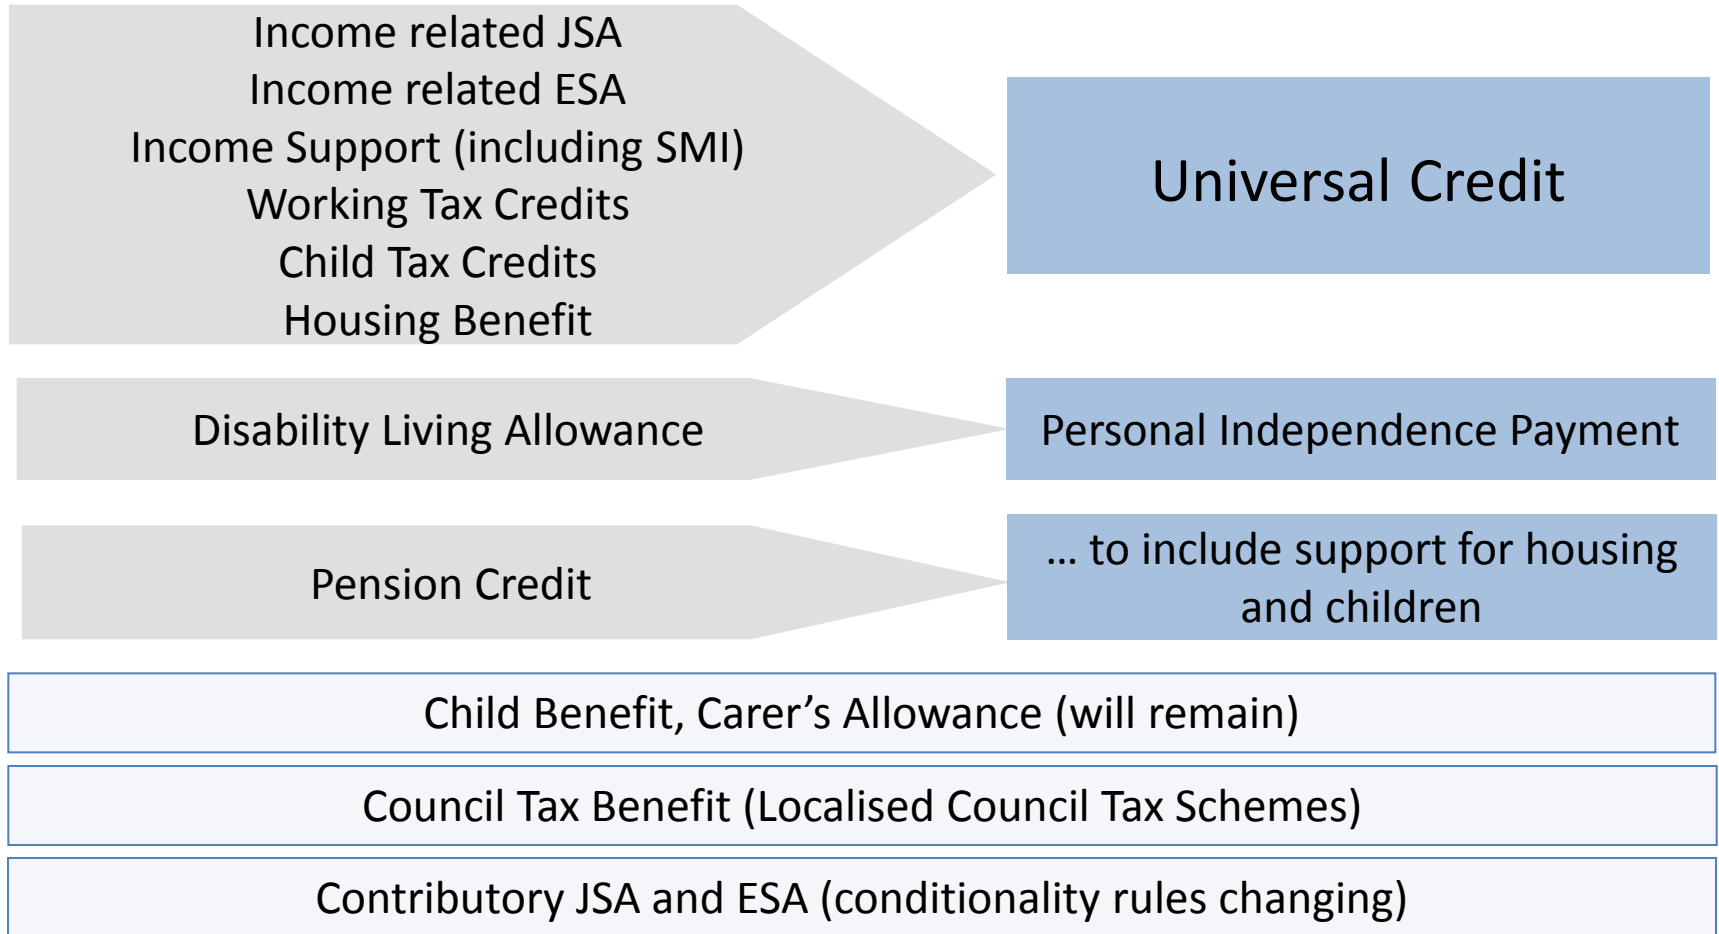 Income related JSA
Income related ESA
Income Support (including SMI)
Working Tax Credits
Child Tax Credits
Housing Benefit
Universal Credit
Disability Living Allowance
Personal Independence Payment
Pension Credit
... to include support for housing
and children
Child Benefit, Carer’s Allowance (will remain)
Council Tax Benefit (Localised Council Tax Schemes)
Contributory JSA and ESA (conditionality rules changing)